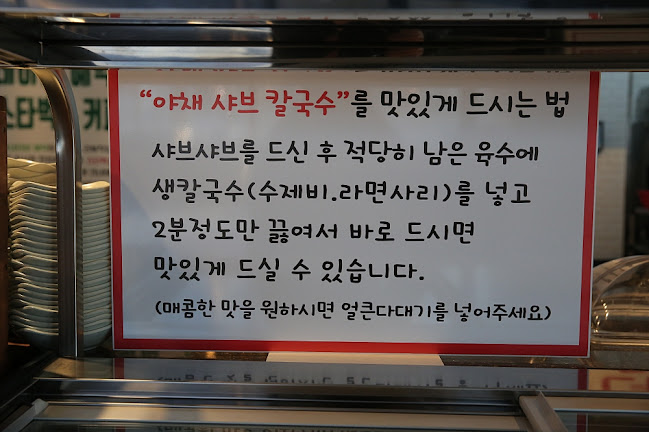 “야채 샤브 칼국수”를 맛있게 드시는 법
샤브샤브를 드신 후 적당히 남은 육수에
생칼국수(수제비.라면사리)를 넣고
2분정도만 끓여서 바로 드시면
맛있게 드실 수 있습니다.
(매콤한 맛을 원하시면 얼큰다대기를 넣어주세요)